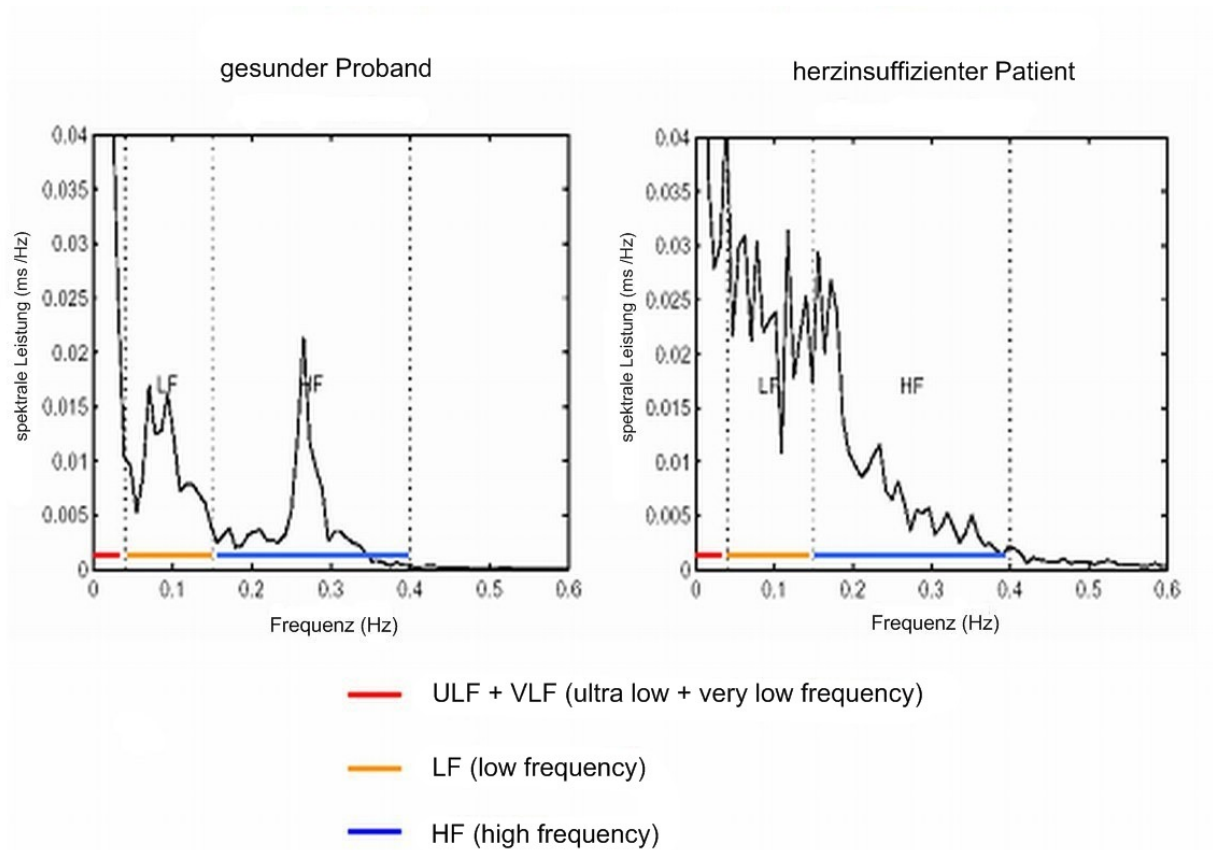 gesunder Proband
herzinsuffizienter Patient
spektrale Leistung (ms /Hz)
0.04
0.035
0.03
0.025
0.02
0.015
0.01
0.005
0
LF
HF
0
0.1
0.2
0.3
0.4
0.5
0.6
Frequenz (Hz)
spektrale Leistung (ms /Hz)
0.04
0.035
0.03
0.025
0.02
0.015
0.01
0.005
0
LF
HF
0
0.1
0.2
0.3
0.4
0.5
0.6
Frequenz (Hz)
ULF + VLF (ultra low + very low frequency)
LF (low frequency)
HF (high frequency)